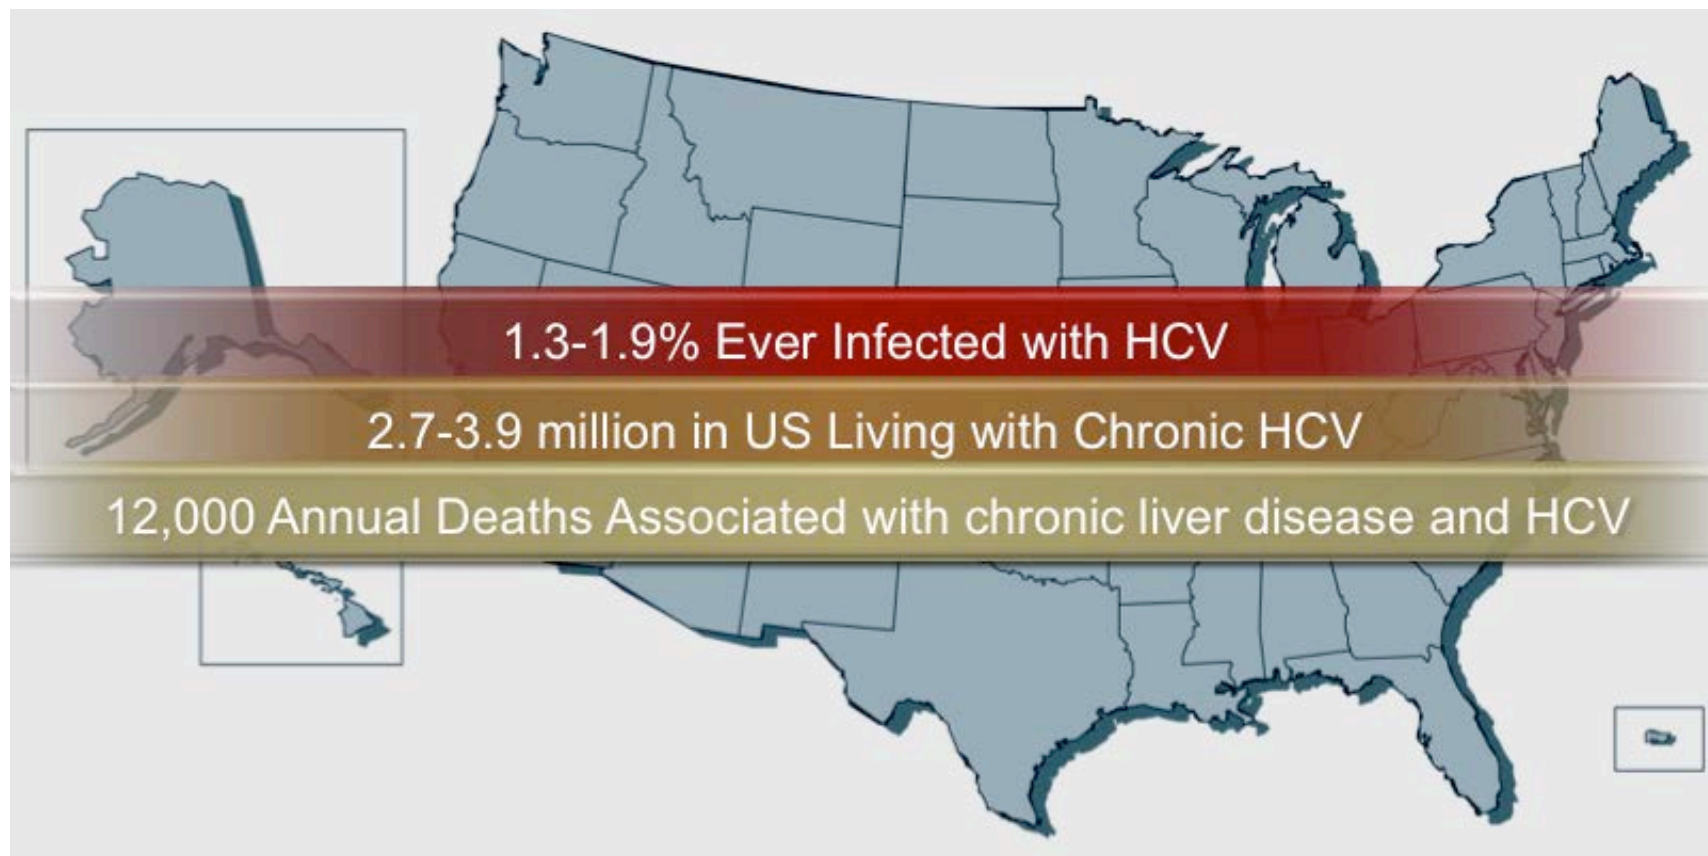 1.3-1.9% Ever Infected with HCV
2.7-3.9 million in US Living with Chronic HCV
12,000 Annual Deaths Associated with chronic liver disease and HCV